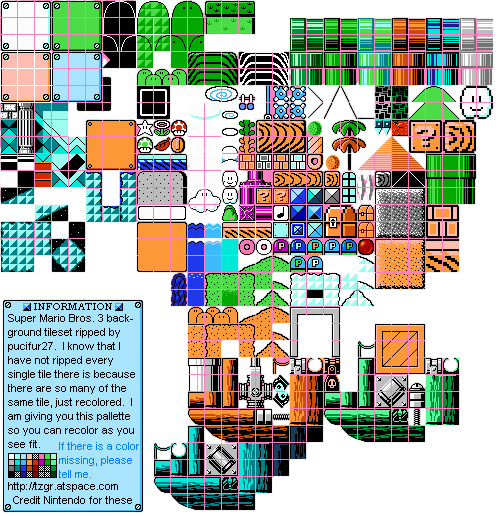 INFORMATION
Super Mario Bros. 3 back-
ground tileset ripped by
pucifur27. I know that I
have not ripped every
single tile there is because
there are so many of the
same tile, just recolored. I
am giving you this pallette
so you can recolor as you
see fit.
If there is a color
missing, please
tell me.
http://tzgr.atspace.com
Credit Nintendo for these
? ?
P P P P